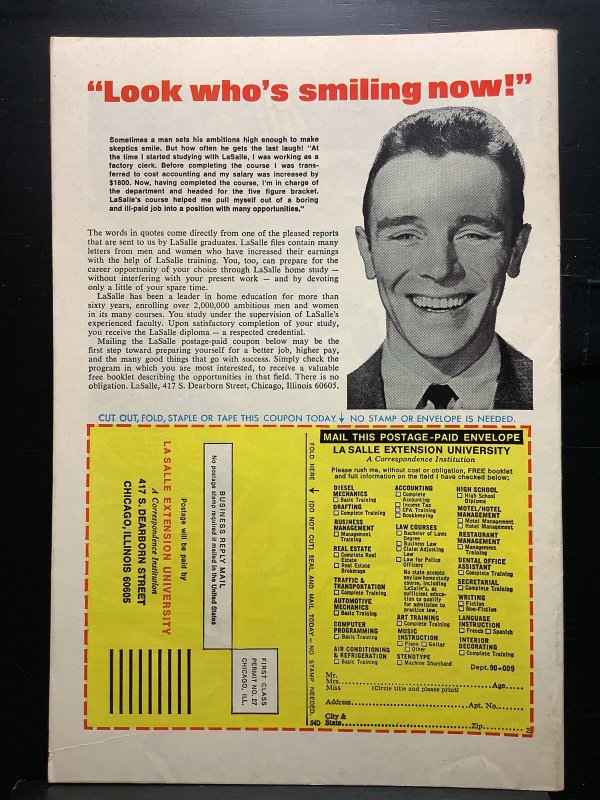 “Look who’s smiling now!”
Sometimes a man sets his ambitions high enough to make
skeptics smile. But how often he gets the last laugh! “At
the time I started studying with LaSalle, I was working as a
factory clerk. Before completing the course I was trans-
ferred to cost accounting and my salary was increased by
$1800. Now, having completed the course, I'm in charge of
the department and headed for the five figure bracket.
LaSalle's course helped me pull myself out of a boring
and ill-paid job into a position with many opportunities.”
The words in quotes come directly from one of the pleased reports
that are sent to us by LaSalle graduates. LaSalle files contain many
letters from men and women who have increased their earnings
with the help of LaSalle training. You, too, can prepare for the
career opportunity of your choice through LaSalle home study —
without interfering with your present work — and by devoting
only a little of your spare time.
LaSalle has been a leader in home education for more than
sixty years, enrolling over 2,000,000 ambitious men and women
in its many courses. You study under the supervision of LaSalle's
experienced faculty. Upon satisfactory completion of your study,
you receive the LaSalle diploma — a respected credential.
Mailing the LaSalle postage-paid coupon below may be the
first step toward preparing yourself for a better job, higher pay,
and the many good things that go with success. Simply check the
program in which you are most interested, to receive a valuable
free booklet describing the opportunities in that field. There is no
obligation. LaSalle, 417 S. Dearborn Street, Chicago, Illinois 60605.
CUT OUT, FOLD, STAPLE OR TAPE THIS COUPON TODAY. NO STAMP OR ENVELOPE IS NEEDED.
FIRST CLASS
PERMIT NO. 27
CHICAGO, ILL.
BUSINESS REPLY MAIL
No postage stamp required if mailed in the United States
Postage will be paid by
LA SALLE EXTENSION UNIVERSITY
A Correspondence Institution
417 S. DEARBORN STREET
CHICAGO, ILLINOIS 60605
FOLD HERE (DO NOT CUT) SEAL AND MAIL TODAY — NO STAMP NEEDED.
54D
MAIL THIS POSTAGE-PAID ENVELOPE
LA SALLE EXTENSION UNIVERSITY
A Correspondence Institution
Please rush me, without cost or obligation, FREE booklet
and full information on the field I have checked below:
DIESEL
MECHANICS
Basic Training
DRAFTING
Complete Training
BUSINESS
MANAGEMENT
Management
Training
REAL ESTATE
Complete Real
Estate
Real Estate
Brokerage
TRAFFIC &
TRANSPORTATION
Complete Training
AUTOMOTIVE
MECHANICS
Basic Training
COMPUTER
PROGRAMMING
Basic Training
AIR CONDITIONING
& REFRIGERATION
Basic Training
ACCOUNTING
Complete
Accounting
Income Tax
CPA Training
Bookkeeping
LAW COURSES
Bachelor of Laws
Degree
Business Law
Claim Adjusting
Law
Law for Police
Officers
No state accepts
any law home study
course, including
LaSalle's, as
sufficient educa-
tion to qualify
for admission to
practice law.
ART TRAINING
Complete Training
MUSIC
INSTRUCTION
Piano Guitar
Other
STENOTYPE
Machine Shorthand
HIGH SCHOOL
High School
Diploma
MOTEL/HOTEL
MANAGEMENT
Motel Management
Hotel Management
RESTAURANT
MANAGEMENT
Management
Training
DENTAL OFFICE
ASSISTANT
Complete Training
SECRETARIAL
Complete Training
WRITING
Fiction
Non-Fiction
LANGUAGE
INSTRUCTION
French Spanish
INTERIOR
DECORATING
Complete Training
Dept. 90-009
Mr.
Mrs. Age
Miss (Circle title and please print)
Address Apt. No.
City &
State Zip
2